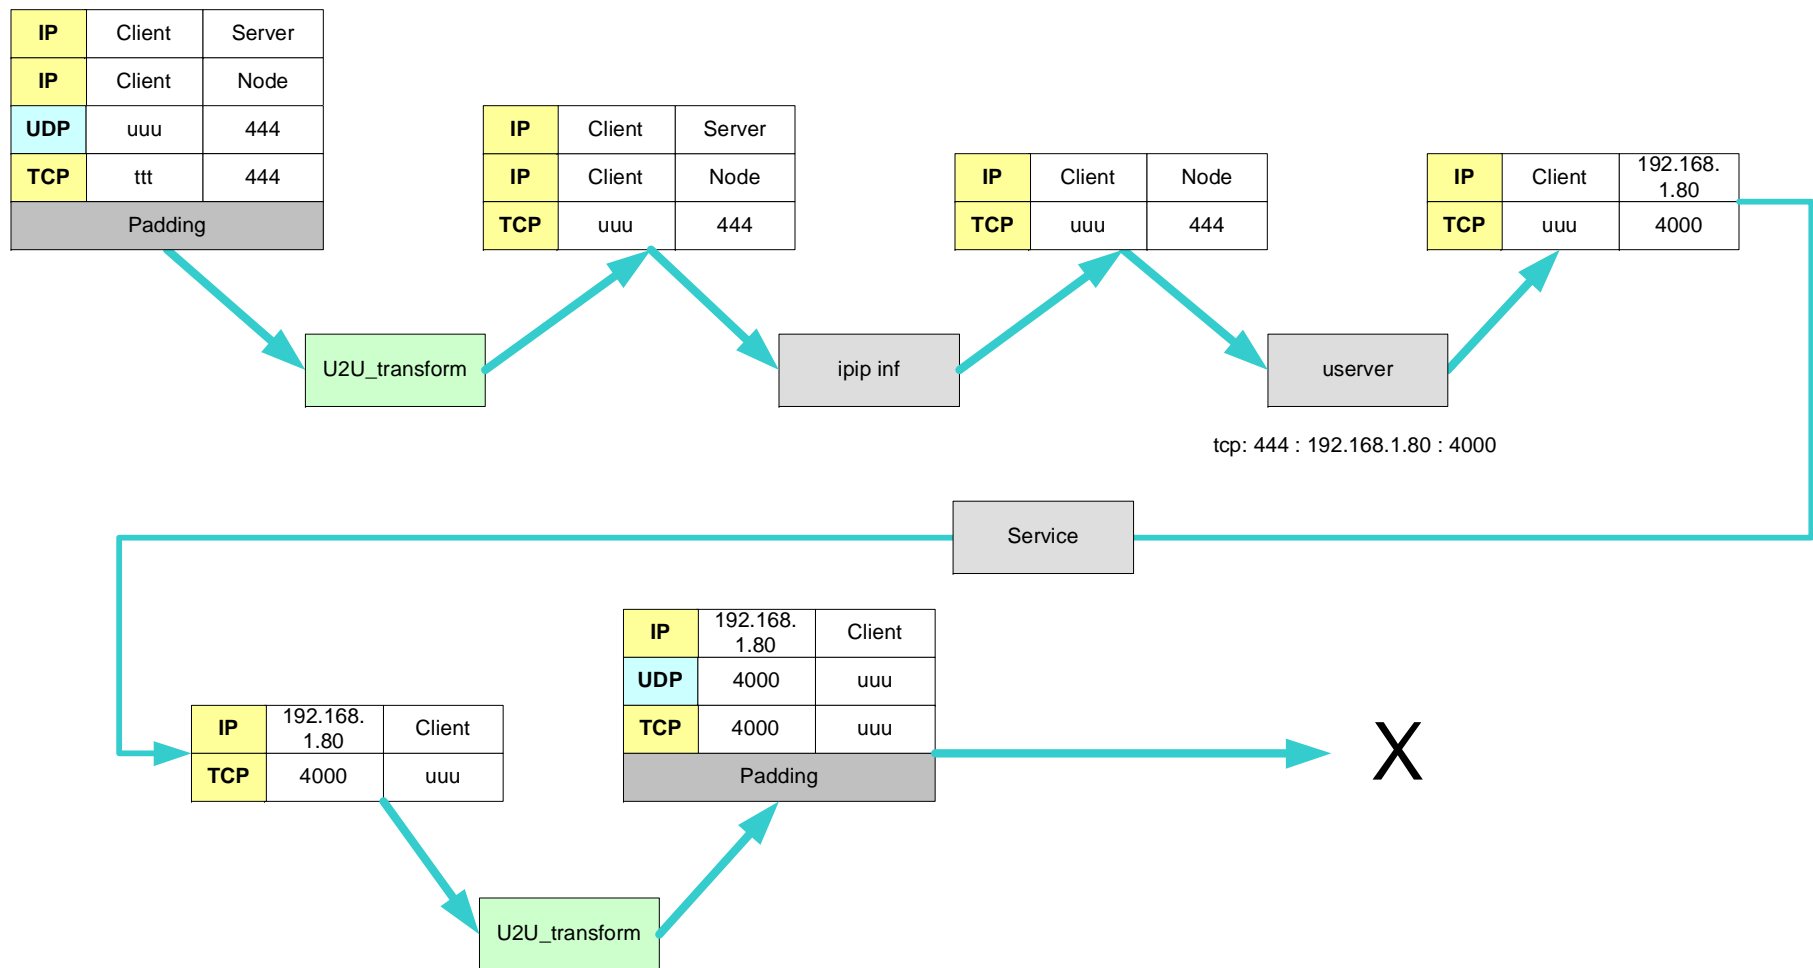 IP Client Server
IP Client Node
UDP uuu 444
TCP ttt 444
Padding
IP Client Server
IP Client Node
TCP uuu 444
IP Client Node
TCP uuu 444
IP Client 192.168.
1.80
TCP uuu 4000
U2U_transform
ipip inf
userver
tcp: 444 : 192.168.1.80 : 4000
Service
IP 192.168.
1.80 Client
TCP 4000 uuu
IP 192.168.
1.80 Client
UDP 4000 uuu
TCP 4000 uuu
Padding
X
U2U_transform